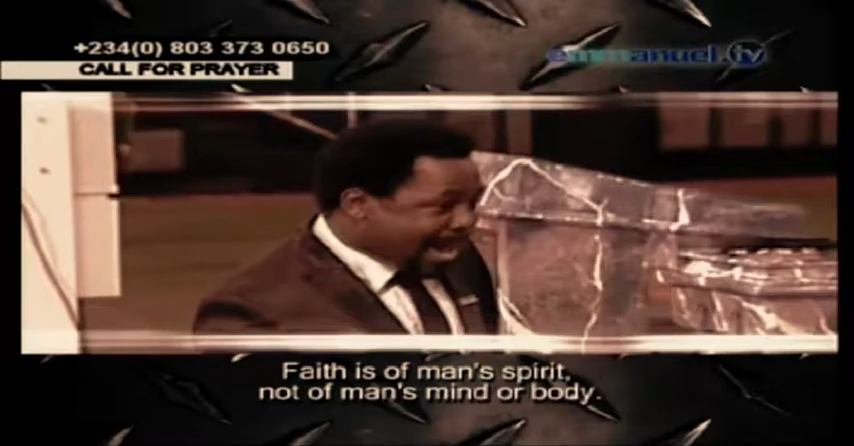 +234(0) 803 373 0650
CALL FOR PRAYER
emmanuel.tv
Faith is of man's spirit,
not of man's mind or body.